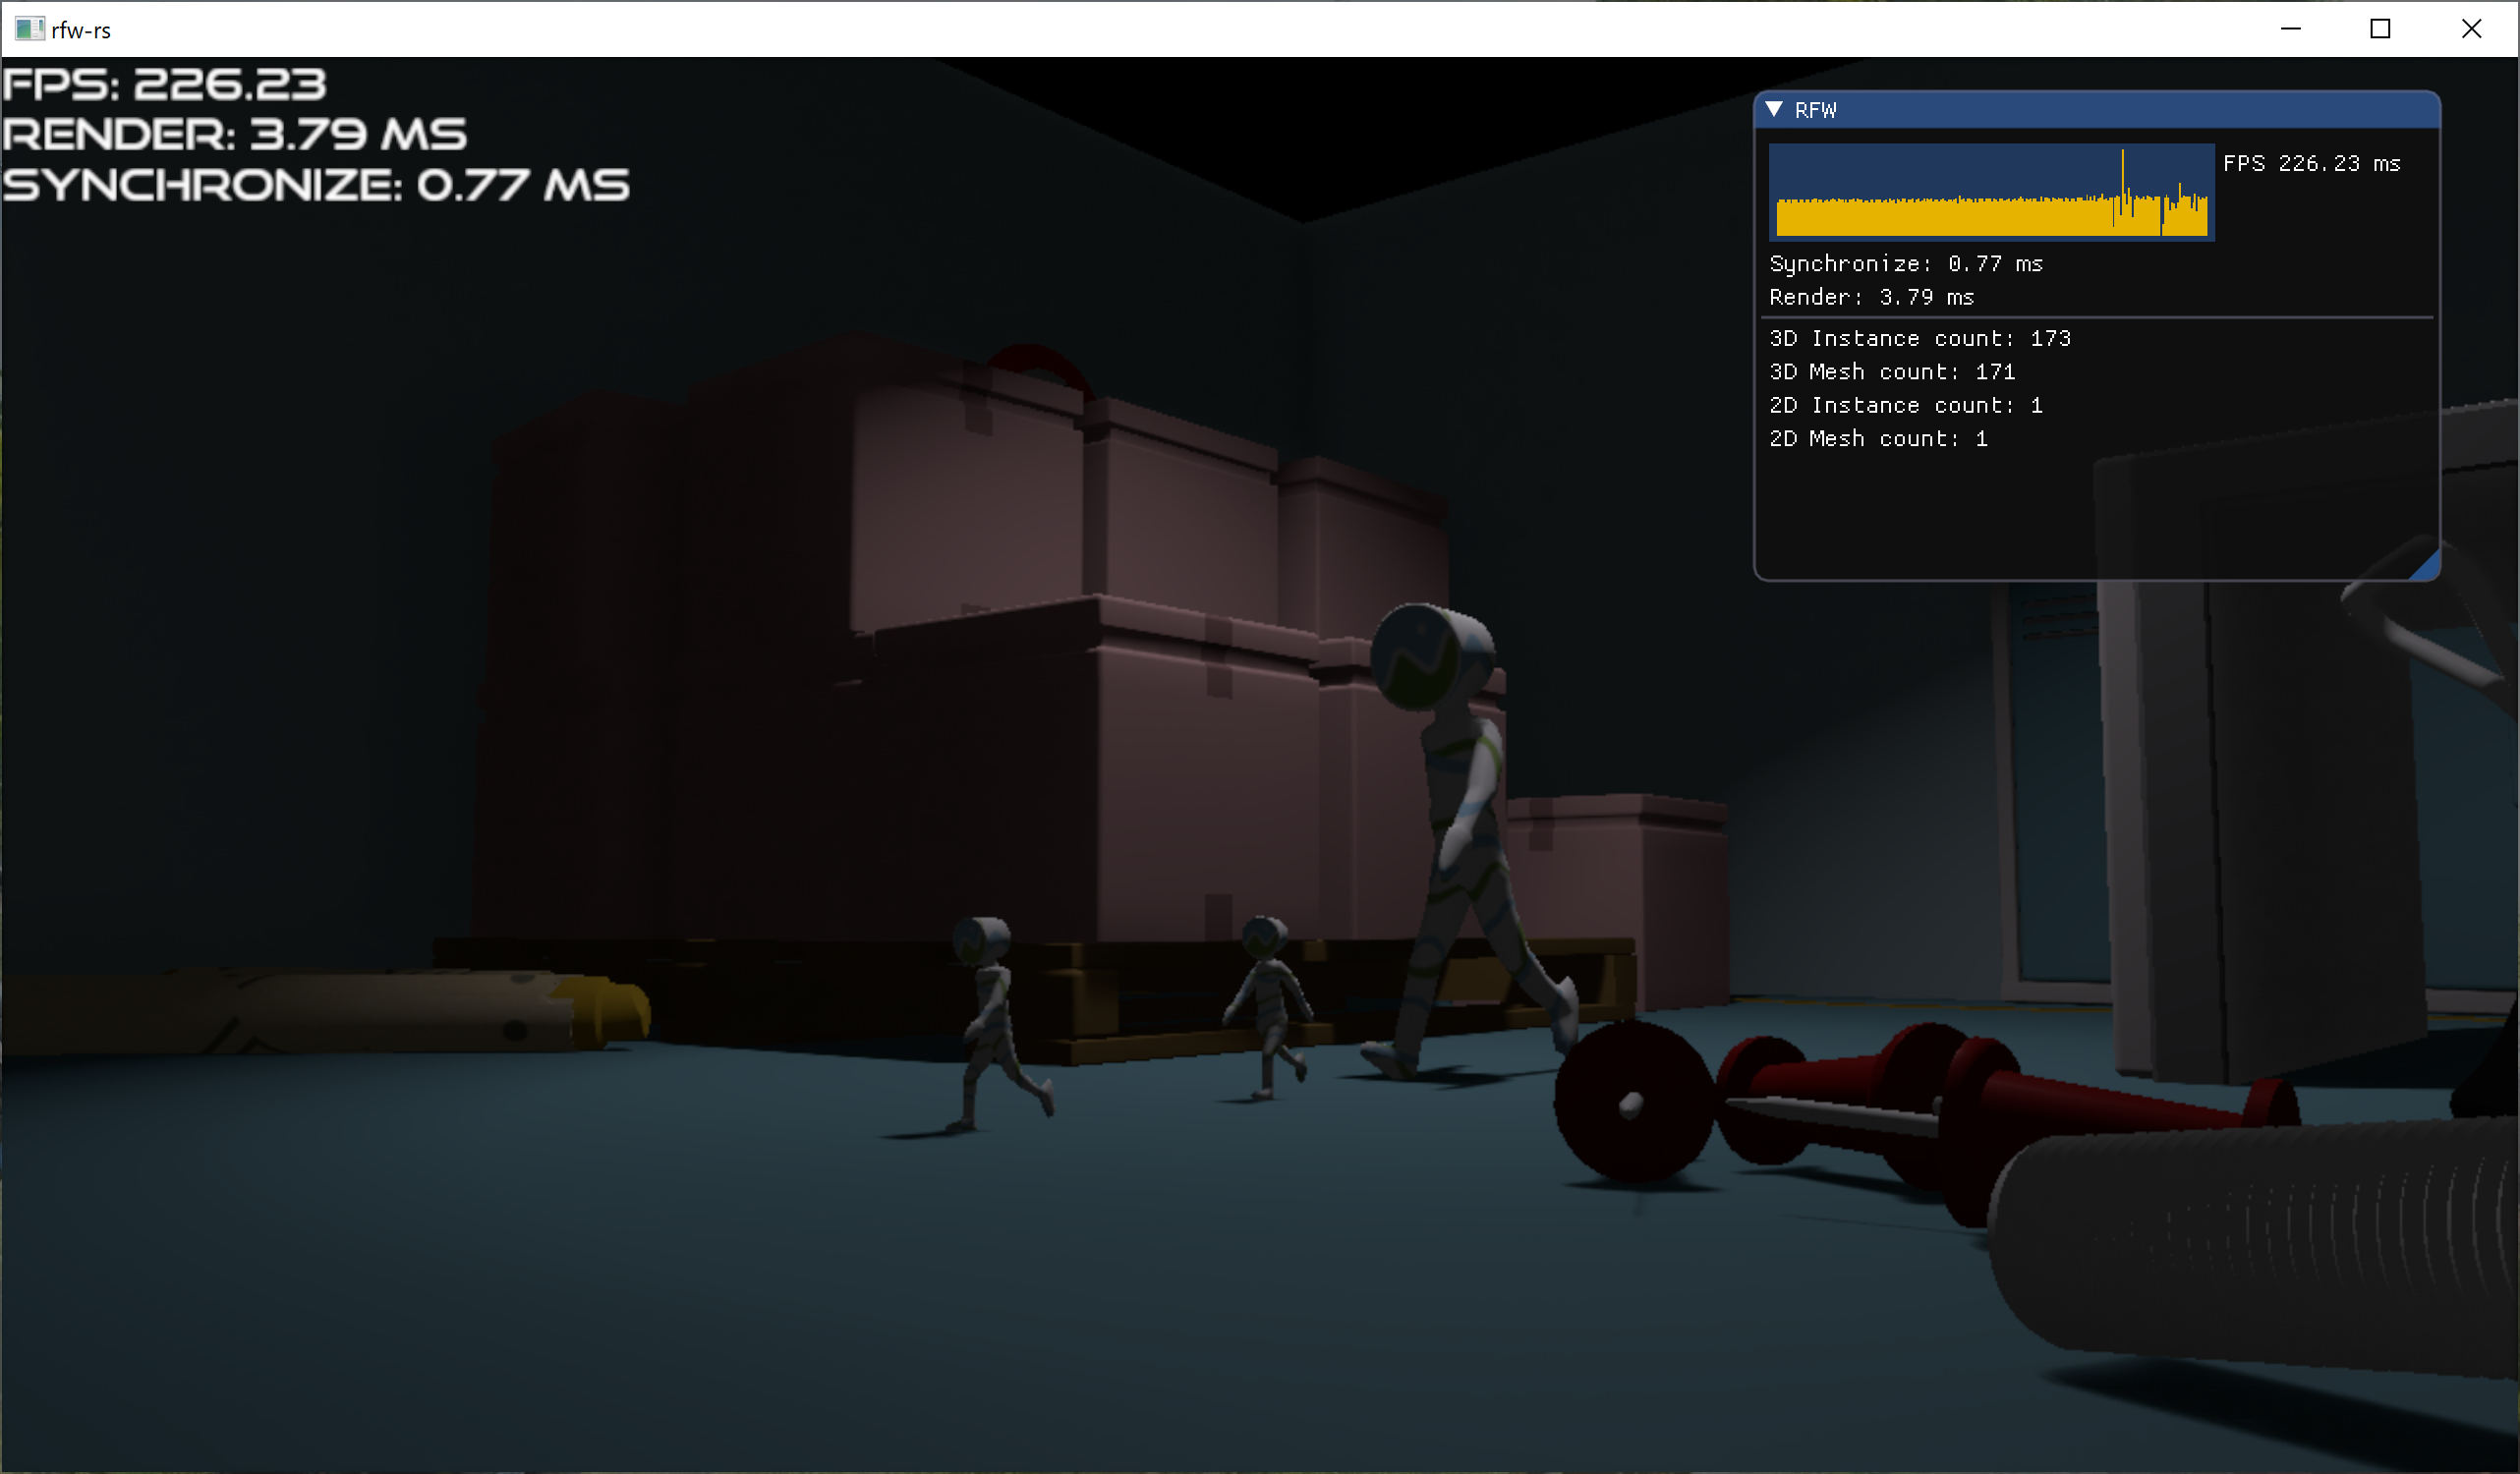 rfw-rs
FPS: 226.23
RENDER: 3.79 MS
SYNCHRONIZE: 0.77 MS
RFW
FPS 226.23 ms
Synchronize: 0.77 ms
Render: 3.79 ms
3D Instance count: 173
3D Mesh count: 171
2D Instance count: 1
2D Mesh count: 1